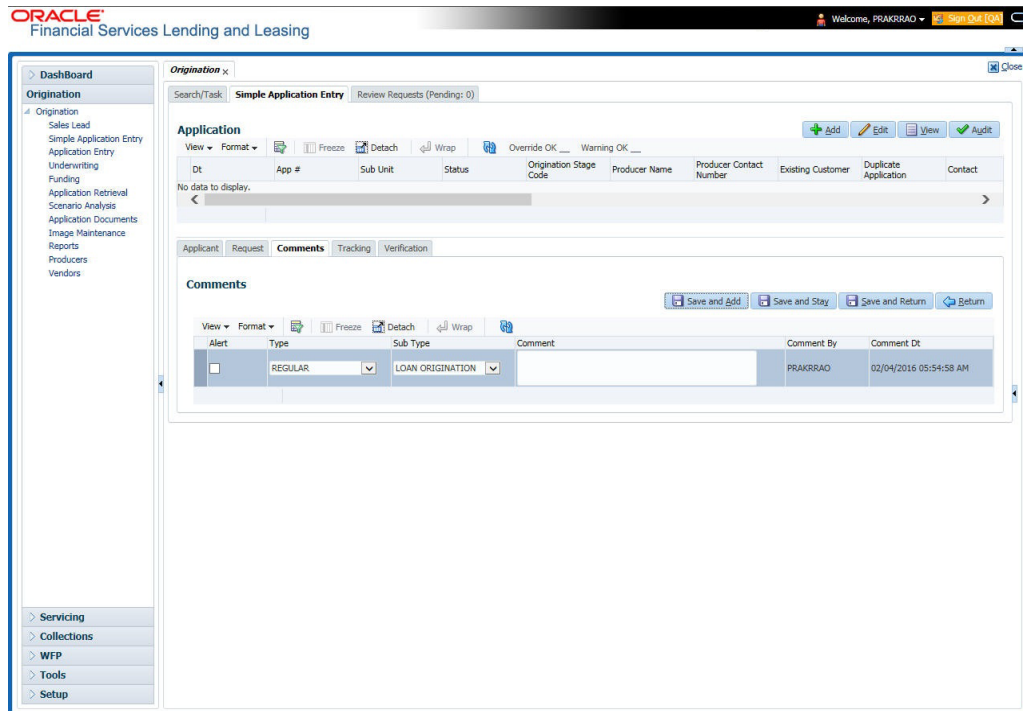 ORACLE®
Financial Services Lending and Leasing
Welcome, PRAKRRAO
Sign Out [QA]
Close
DashBoard
Origination
Origination
Sales Lead
Simple Application Entry
Application Entry
Underwriting
Funding
Application Retrieval
Scenario Analysis
Application Documents
Image Maintenance
Reports
Producers
Vendors
Servicing
Collections
WFP
Tools
Setup
Origination x
Search/Task Simple Application Entry Review Requests (Pending: 0)
Application
Add Edit View Audit
View Format Freeze Detach Wrap Override OK __ Warning OK __
Dt App # Sub Unit Status Origination Stage Code Producer Name Producer Contact Number Existing Customer Duplicate Application Contact
No data to display.
Applicant Request Comments Tracking Verification
Comments
Save and Add Save and Stay Save and Return Return
View Format Freeze Detach Wrap
Alert Type Sub Type Comment Comment By Comment Dt
REGULAR LOAN ORIGINATION PRAKRRAO 02/04/2016 05:54:58 AM